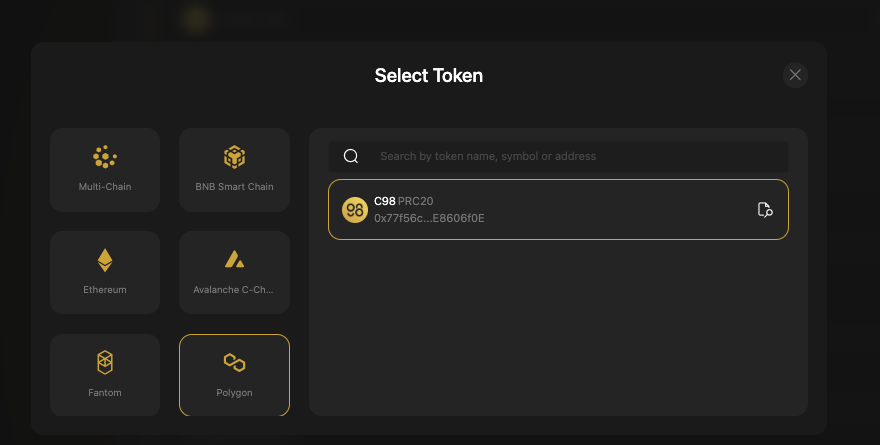 Select Token
Multi-Chain
BNB Smart Chain
Ethereum
Avalanche C-Ch...
Fantom
Polygon
Search by token name, symbol or address
98
C98 PRC20
0x77f56c...E8606f0E